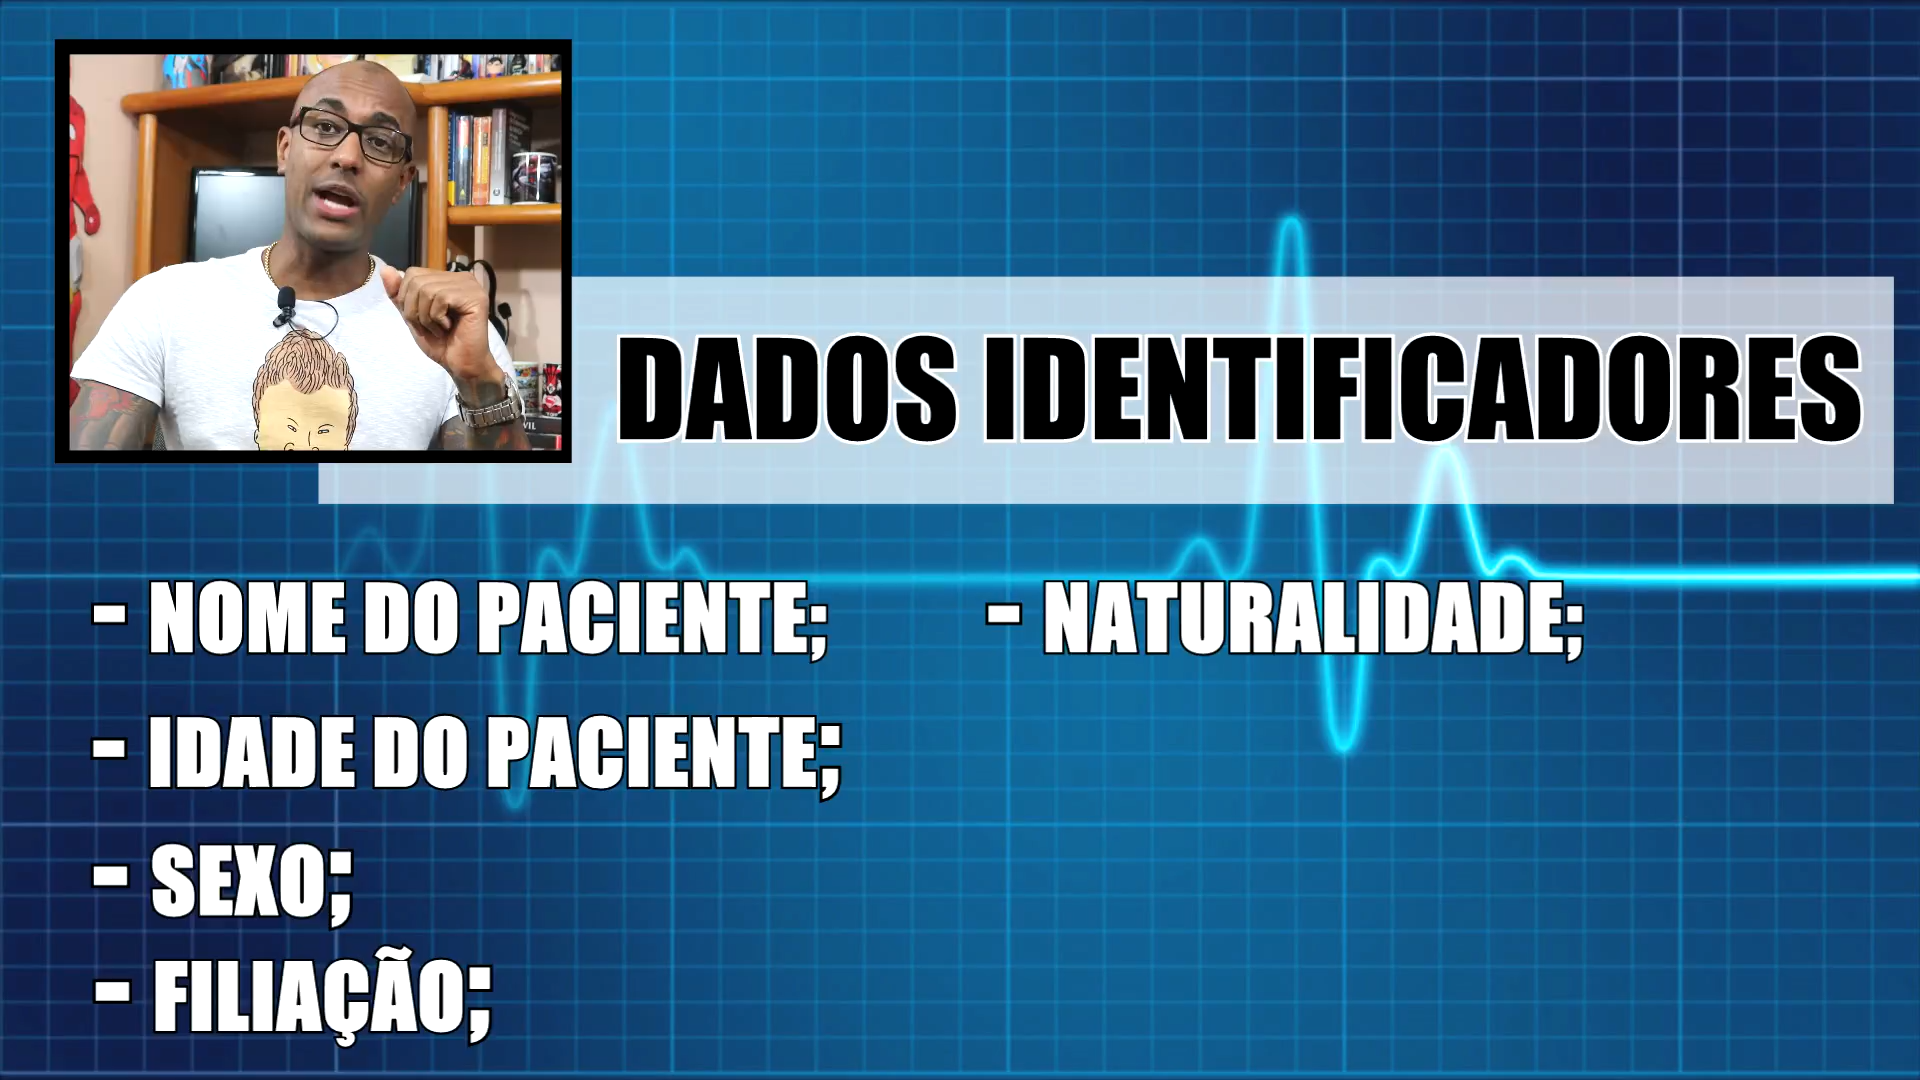 DADOS IDENTIFICADORES
- NOME DO PACIENTE;
- IDADE DO PACIENTE;
- SEXO;
- FILIAÇÃO;
- NATURALIDADE;